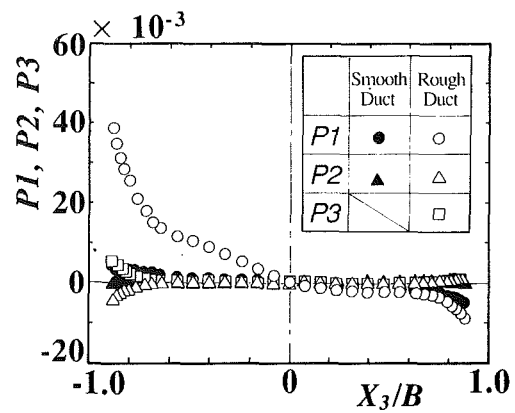 × 10⁻³
60
40
20
0
-20
P1, P2, P3
Smooth Duct Rough Duct
P1 ● ○
P2 ▲ △
P3 □
-1.0 0 1.0
X₃/B